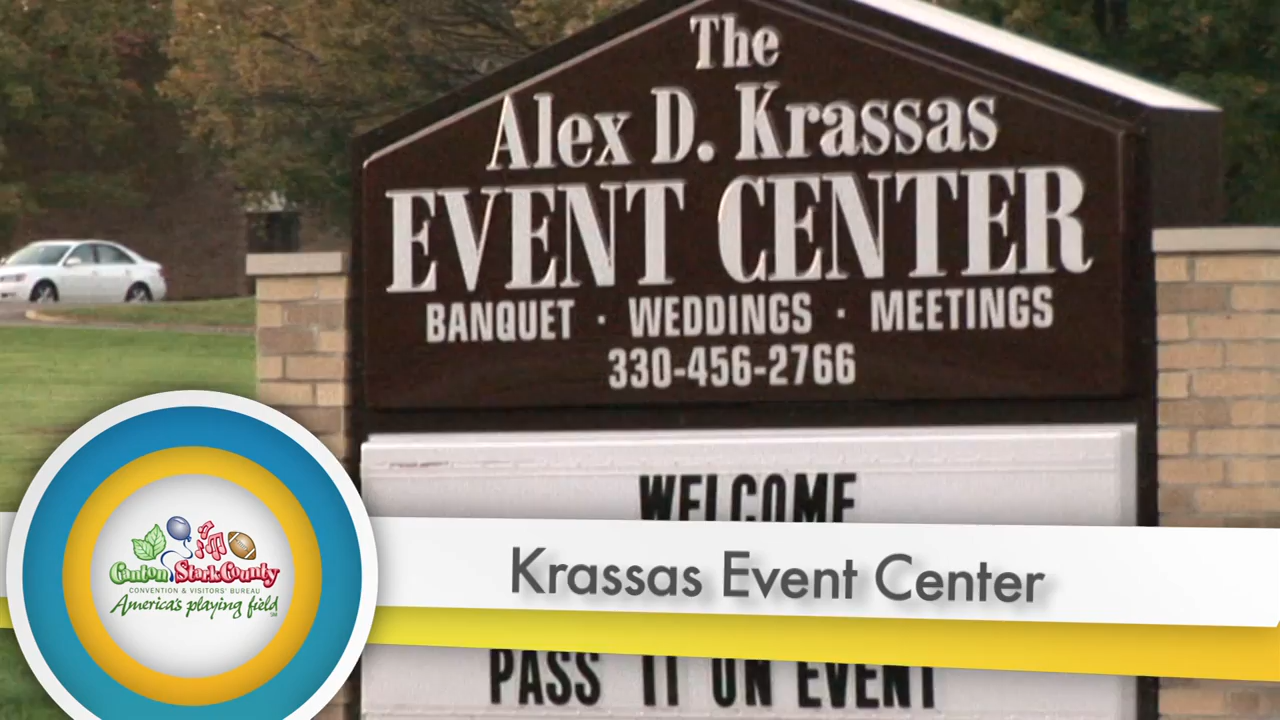 The
Alex D. Krassas
EVENT CENTER
BANQUET · WEDDINGS · MEETINGS
330-456-2766
WELCOME
Krassas Event Center
PASS IT ON EVENT
Canton Stark County
CONVENTION & VISITORS' BUREAU
America's playing field